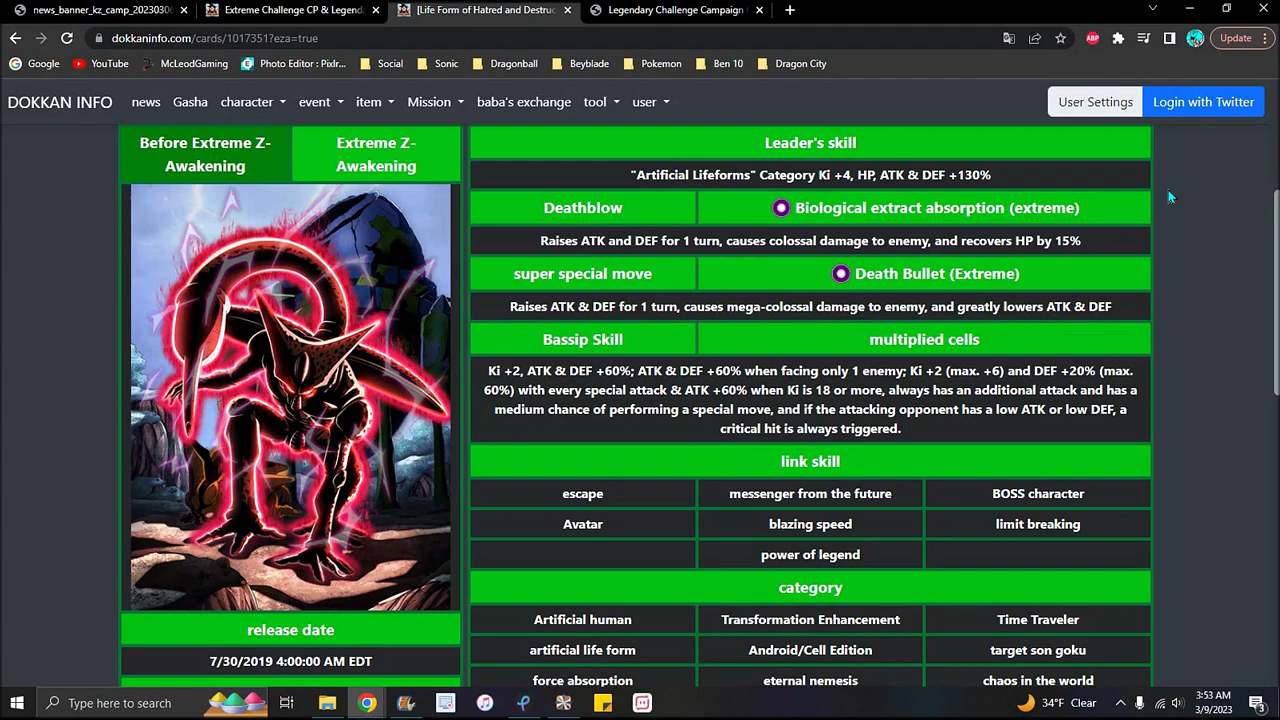 news_banner_kz_camp_20230306
Extreme Challenge CP & Legend
[Life Form of Hatred and Destruc
Legendary Challenge Campaign
dokkaninfo.com/cards/1017351?eza=true
Update
Google
YouTube
McLeodGaming
Photo Editor : Pixlr...
Social
Sonic
Dragonball
Beyblade
Pokemon
Ben 10
Dragon City
DOKKAN INFO
news
Gasha
character
event
item
Mission
baba's exchange
tool
user
User Settings
Login with Twitter
Before Extreme Z-
Awakening
Extreme Z-
Awakening
Leader's skill
"Artificial Lifeforms" Category Ki +4, HP, ATK & DEF +130%
Deathblow
Biological extract absorption (extreme)
Raises ATK and DEF for 1 turn, causes colossal damage to enemy, and recovers HP by 15%
super special move
Death Bullet (Extreme)
Raises ATK & DEF for 1 turn, causes mega-colossal damage to enemy, and greatly lowers ATK & DEF
Bassip Skill
multiplied cells
Ki +2, ATK & DEF +60%; ATK & DEF +60% when facing only 1 enemy; Ki +2 (max. +6) and DEF +20% (max.
60%) with every special attack & ATK +60% when Ki is 18 or more, always has an additional attack and has a
medium chance of performing a special move, and if the attacking opponent has a low ATK or low DEF, a
critical hit is always triggered.
link skill
escape
messenger from the future
BOSS character
Avatar
blazing speed
limit breaking
power of legend
category
Artificial human
Transformation Enhancement
Time Traveler
artificial life form
Android/Cell Edition
target son goku
force absorption
eternal nemesis
chaos in the world
release date
7/30/2019 4:00:00 AM EDT
Type here to search
34°F Clear
3:53 AM
3/9/2023
3